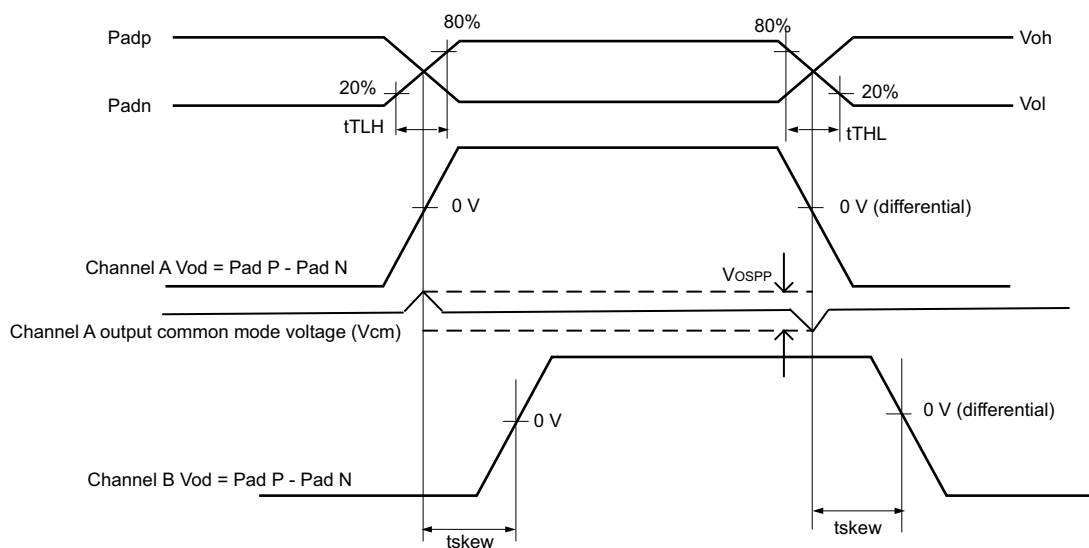 80%
80%
Padp
Voh
20%
20%
Padn
Vol
tTLH
tTHL
0 V
0 V (differential)
Channel A Vod = Pad P - Pad N
VOSPP
Channel A output common mode voltage (Vcm)
0 V
0 V (differential)
Channel B Vod = Pad P - Pad N
tskew
tskew